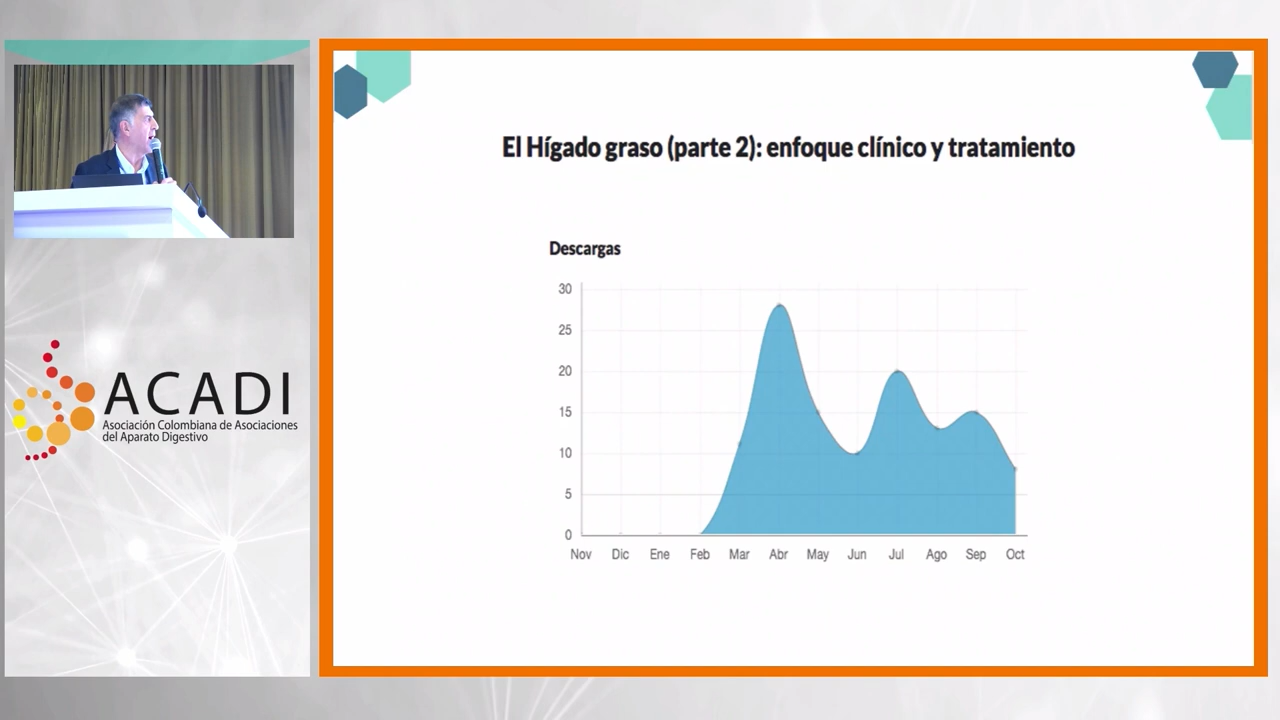 El Hígado graso (parte 2): enfoque clínico y tratamiento
Descargas
30
25
20
15
10
5
0
Nov Dic Ene Feb Mar Abr May Jun Jul Ago Sep Oct
ACADI
Asociación Colombiana de Asociaciones
del Aparato Digestivo